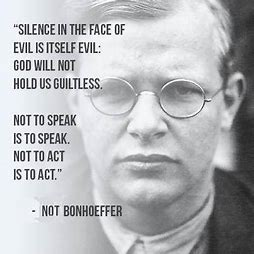 “SILENCE IN THE FACE OF
EVIL IS ITSELF EVIL:
GOD WILL NOT
HOLD US GUILTLESS.
NOT TO SPEAK
IS TO SPEAK.
NOT TO ACT
IS TO ACT.”
- NOT BONHOEFFER